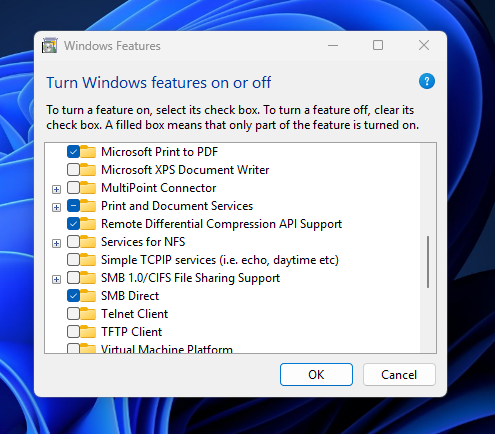 Windows Features
Turn Windows features on or off
?
To turn a feature on, select its check box. To turn a feature off, clear its
check box. A filled box means that only part of the feature is turned on.
Microsoft Print to PDF
Microsoft XPS Document Writer
MultiPoint Connector
Print and Document Services
Remote Differential Compression API Support
Services for NFS
Simple TCPIP services (i.e. echo, daytime etc)
SMB 1.0/CIFS File Sharing Support
SMB Direct
Telnet Client
TFTP Client
Virtual Machine Platform
OK Cancel